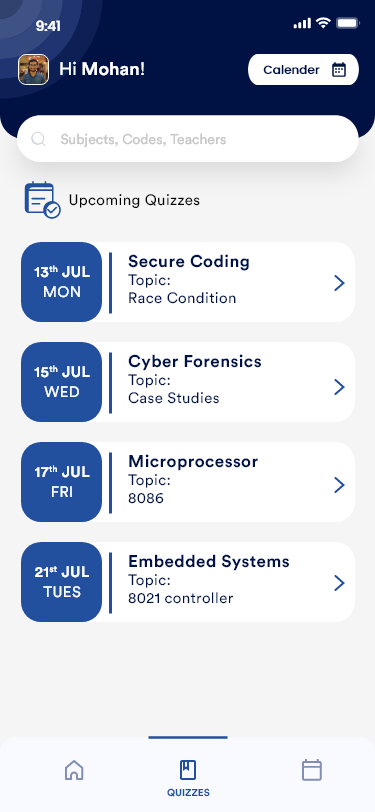 9:41
Hi Mohan!
Calender
Subjects, Codes, Teachers
Upcoming Quizzes
13th JUL
MON
Secure Coding
Topic:
Race Condition
15th JUL
WED
Cyber Forensics
Topic:
Case Studies
17th JUL
FRI
Microprocessor
Topic:
8086
21st JUL
TUES
Embedded Systems
Topic:
8021 controller
QUIZZES